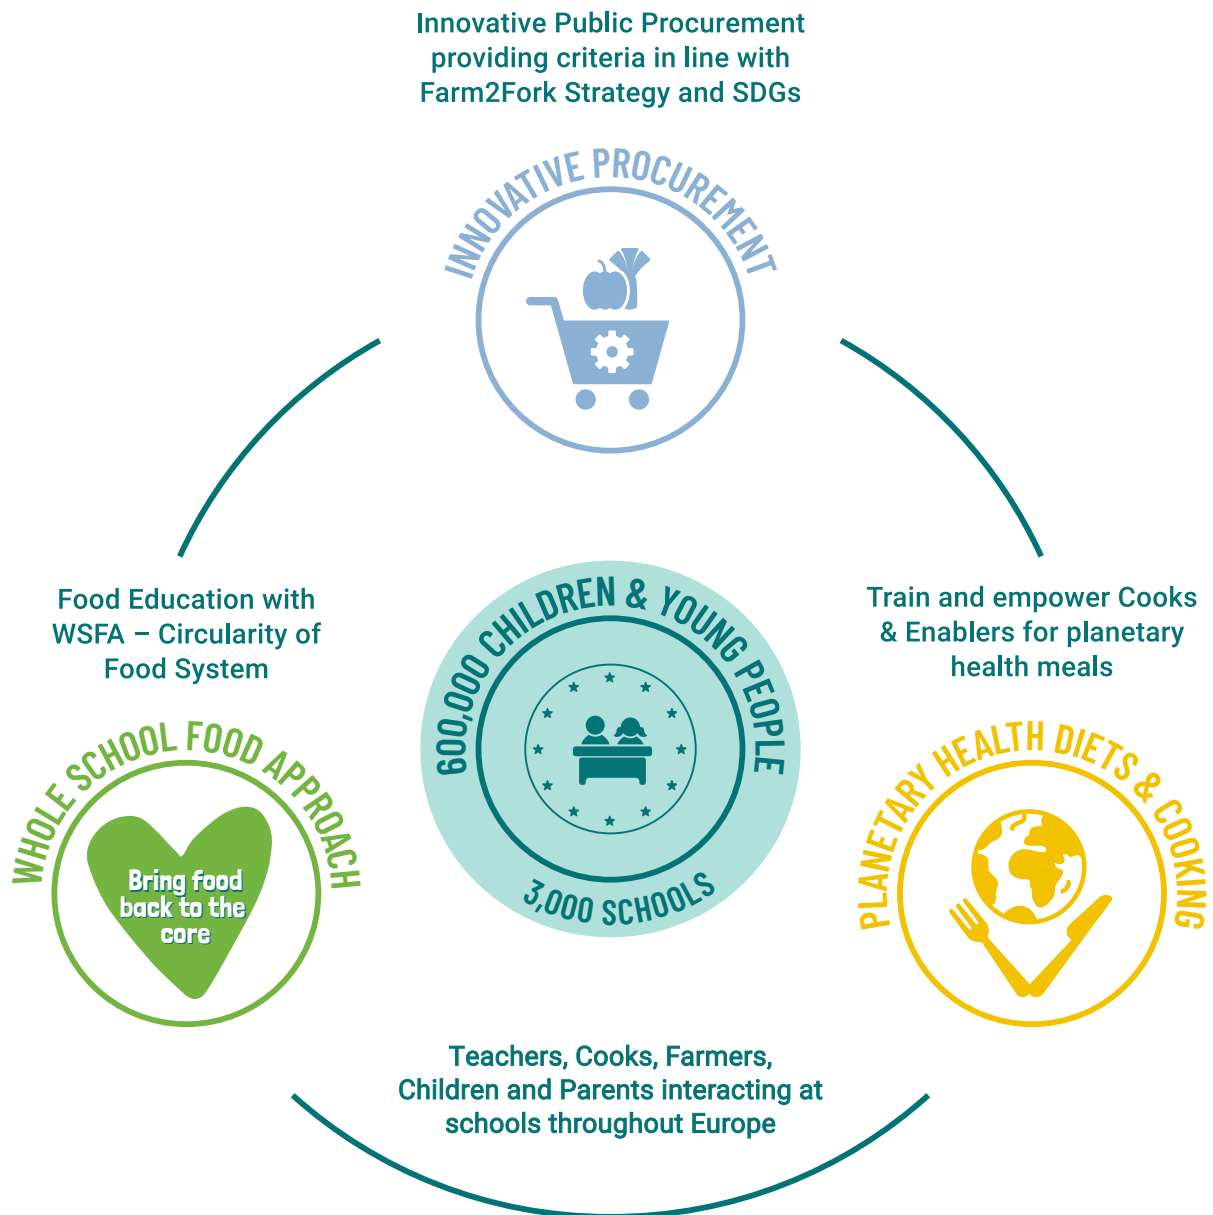 Innovative Public Procurement
providing criteria in line with
Farm2Fork Strategy and SDGs
INNOVATIVE PROCUREMENT
Food Education with
WSFA – Circularity of
Food System
WHOLE SCHOOL FOOD APPROACH
Bring food
back to the
core
600,000 CHILDREN & YOUNG PEOPLE
3,000 SCHOOLS
Train and empower Cooks
& Enablers for planetary
health meals
PLANETARY HEALTH DIETS & COOKING
Teachers, Cooks, Farmers,
Children and Parents interacting at
schools throughout Europe